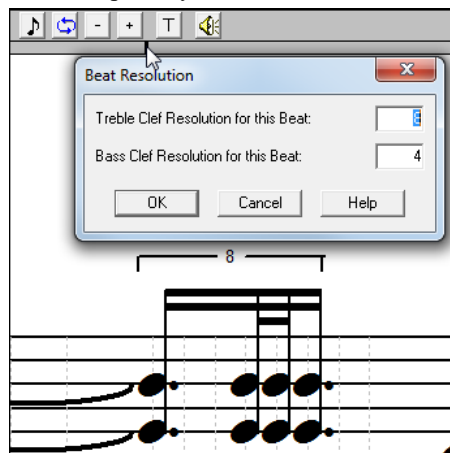 - + T
Beat Resolution
Treble Clef Resolution for this Beat: 8
Bass Clef Resolution for this Beat: 4
OK Cancel Help
8